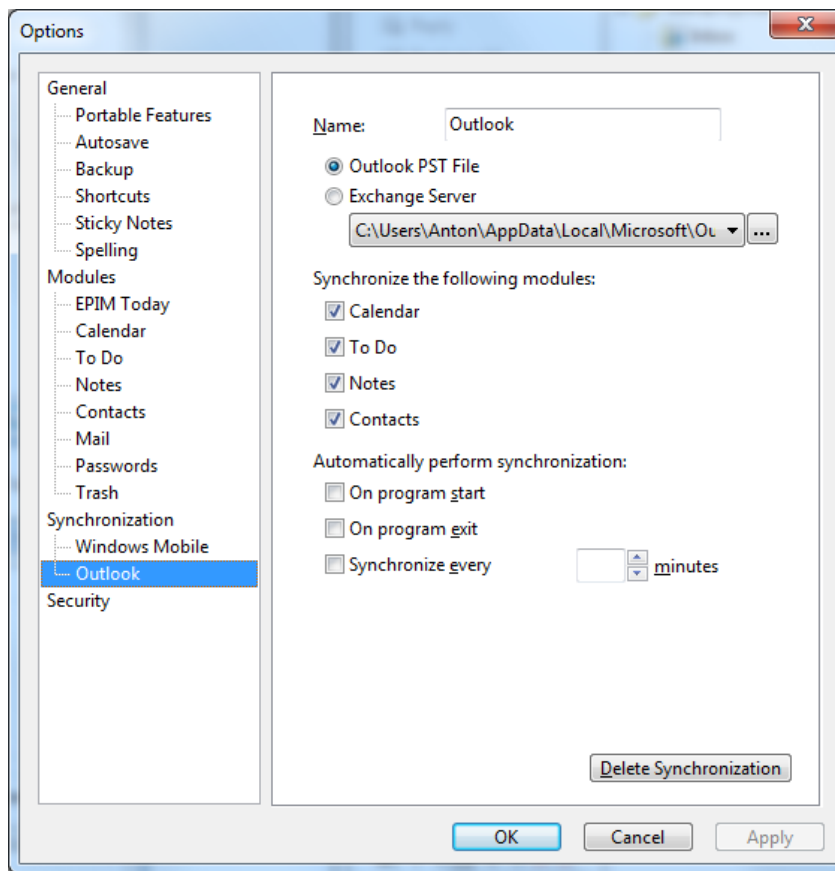 Options
General
Portable Features
Autosave
Backup
Shortcuts
Sticky Notes
Spelling
Modules
EPIM Today
Calendar
To Do
Notes
Contacts
Mail
Passwords
Trash
Synchronization
Windows Mobile
Outlook
Security
Name: Outlook
Outlook PST File
Exchange Server
C:\Users\Anton\AppData\Local\Microsoft\Ou ...
Synchronize the following modules:
Calendar
To Do
Notes
Contacts
Automatically perform synchronization:
On program start
On program exit
Synchronize every minutes
Delete Synchronization
OK Cancel Apply